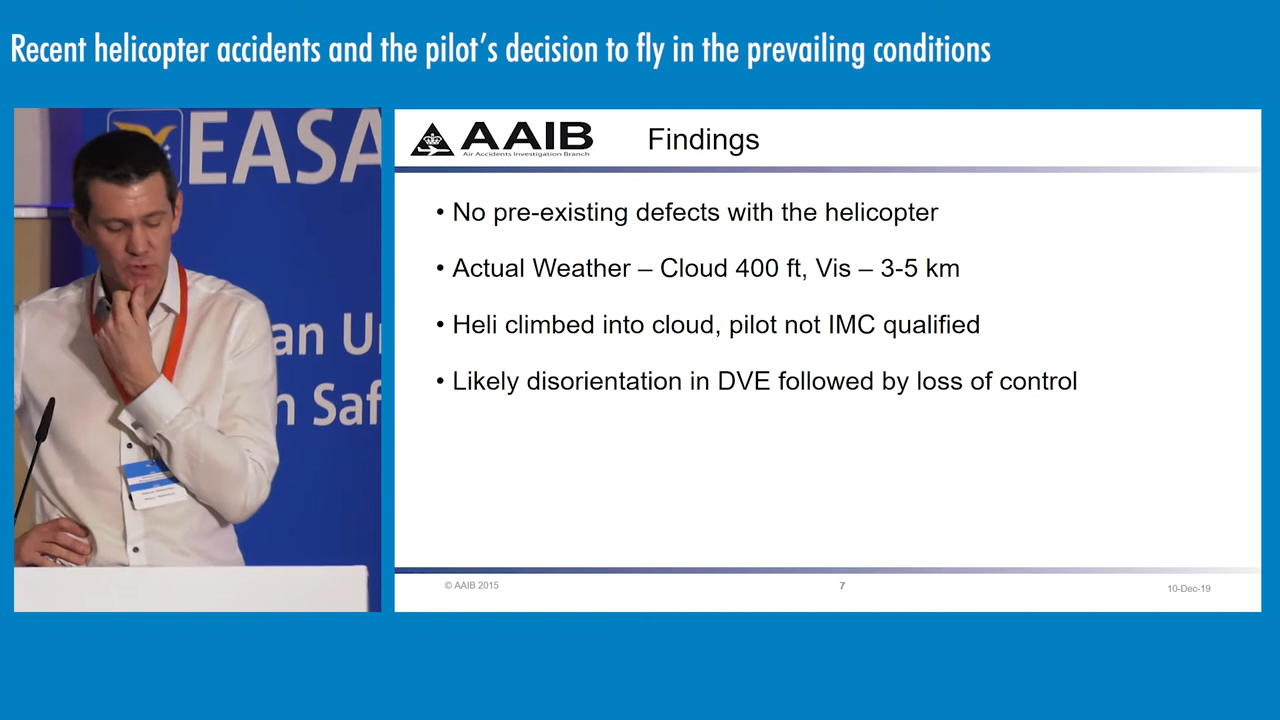 Recent helicopter accidents and the pilot's decision to fly in the prevailing conditions
EASA
an U
n Saf
AAIB
Air Accidents Investigation Branch
Findings
• No pre-existing defects with the helicopter
• Actual Weather – Cloud 400 ft, Vis – 3-5 km
• Heli climbed into cloud, pilot not IMC qualified
• Likely disorientation in DVE followed by loss of control
© AAIB 2015
7
10-Dec-19